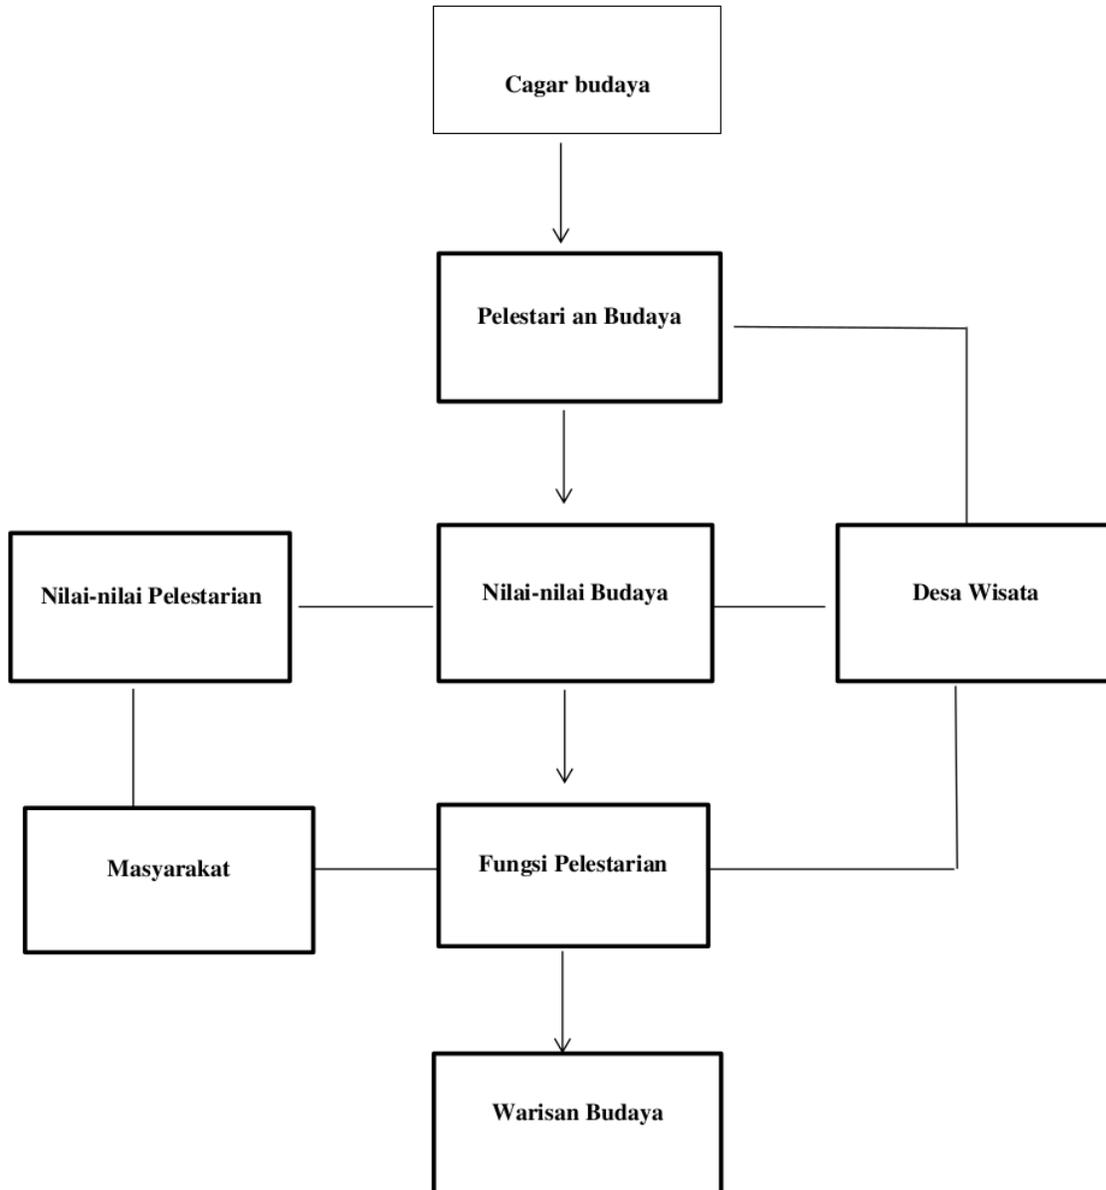 Cagar budaya
Pelestari an Budaya
Nilai-nilai Pelestarian
Nilai-nilai Budaya
Desa Wisata
Masyarakat
Fungsi Pelestarian
Warisan Budaya